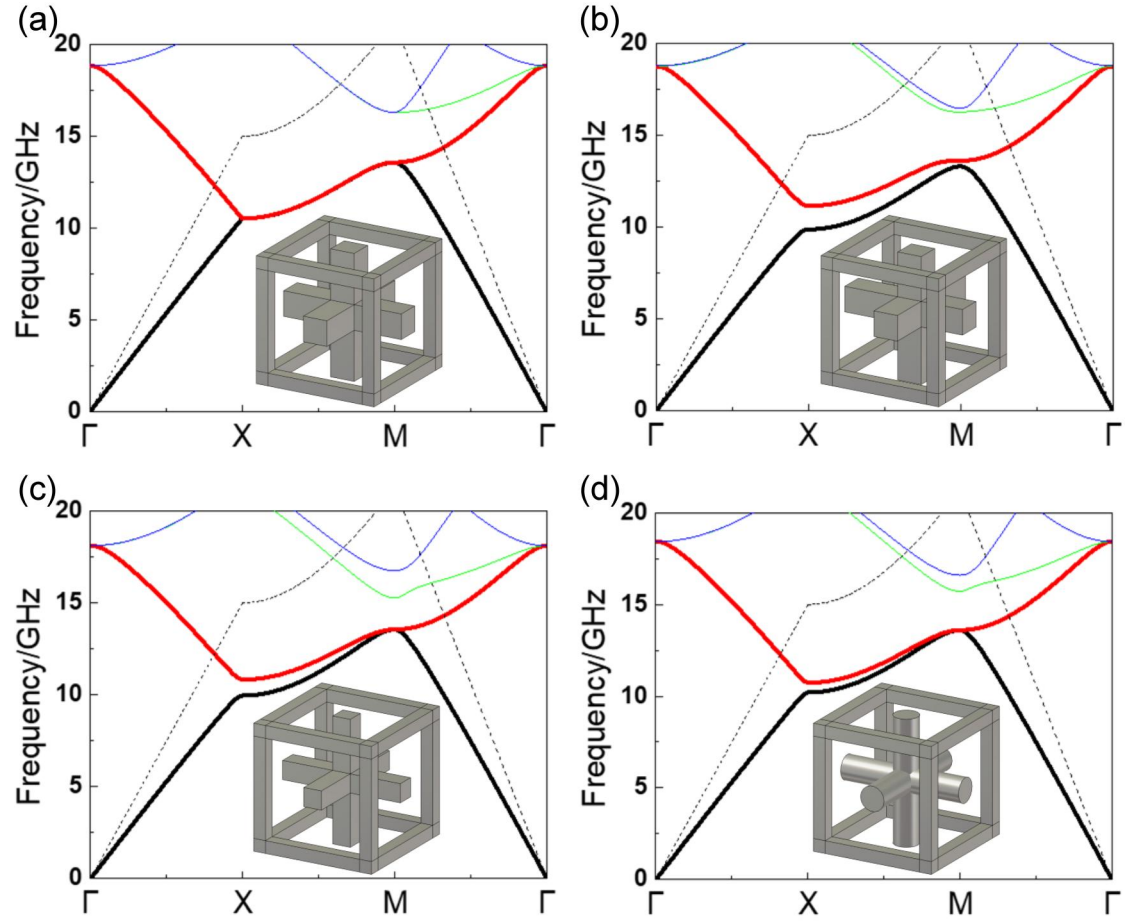 (a)
20
15
10
5
0
Frequency/GHz
Γ X M Γ
(b)
20
15
10
5
0
Frequency/GHz
Γ X M Γ
(c)
20
15
10
5
0
Frequency/GHz
Γ X M Γ
(d)
20
15
10
5
0
Frequency/GHz
Γ X M Γ